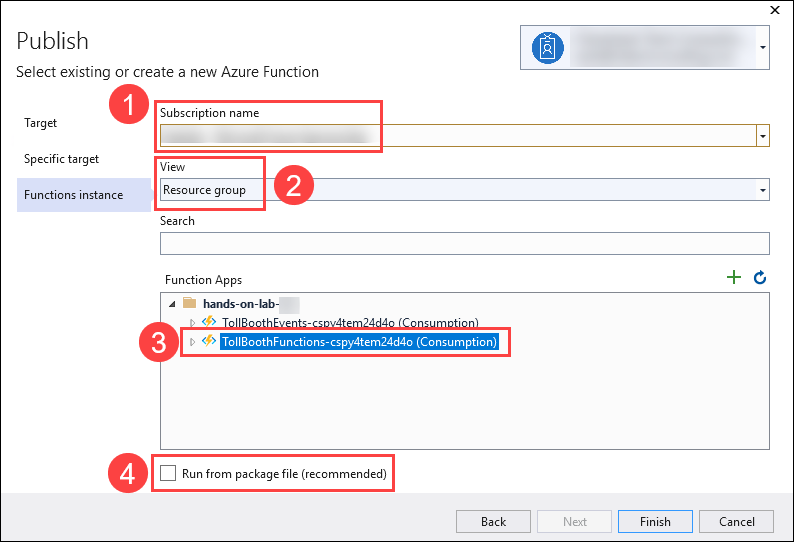 Publish
Select existing or create a new Azure Function
1
Subscription name
Target
Specific target
View
2
Functions instance
Resource group
Search
Function Apps
hands-on-lab-
TollBoothEvents-cspy4tem24d4o (Consumption)
3
TollBoothFunctions-cspy4tem24d4o (Consumption)
4
Run from package file (recommended)
Back
Next
Finish
Cancel